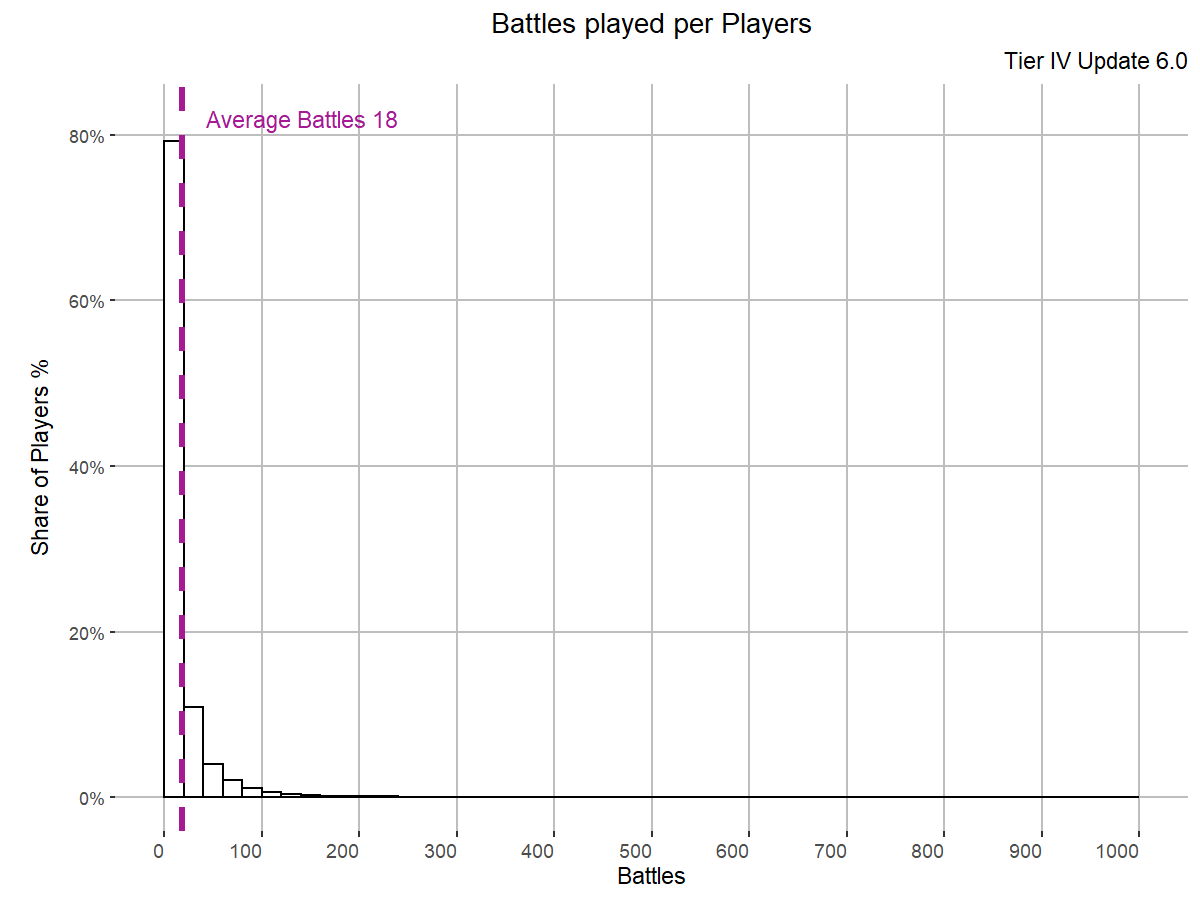 Battles played per Players
Tier IV Update 6.0
Average Battles 18
80%
60%
40%
20%
0%
Share of Players %
0 100 200 300 400 500 600 700 800 900 1000
Battles